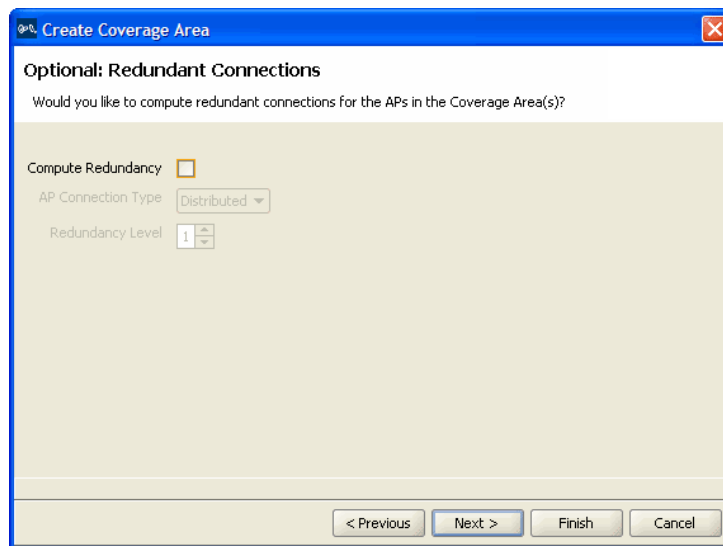 Create Coverage Area
Optional: Redundant Connections
Would you like to compute redundant connections for the APs in the Coverage Area(s)?
Compute Redundancy
AP Connection Type Distributed
Redundancy Level 1
< Previous Next > Finish Cancel